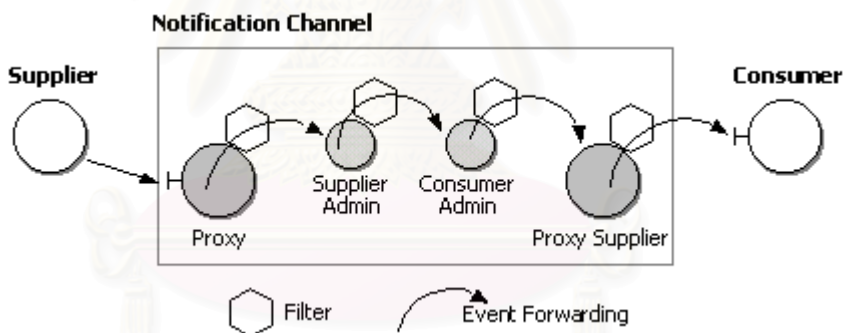 Notification Channel
Supplier
Consumer
Supplier
Admin
Consumer
Admin
Proxy
Proxy Supplier
Filter
Event Forwarding